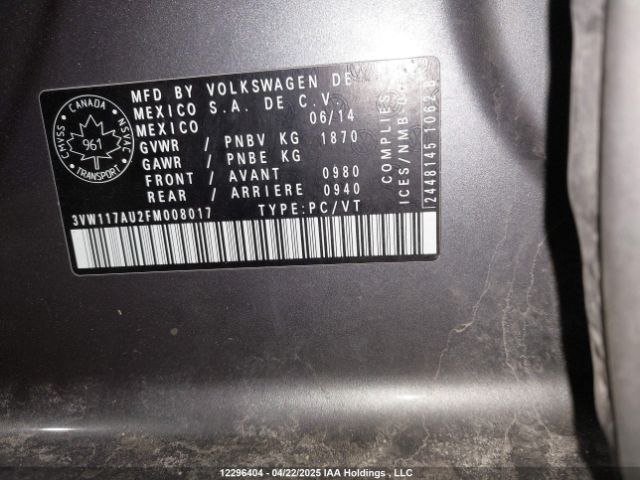 MFD BY VOLKSWAGEN DE
MEXICO S.A. DE C.V.
MEXICO 06/14
GVWR / PNBV KG 1870
GAWR / PNBE KG
FRONT / AVANT 0980
REAR / ARRIERE 0940
3VW117AU2FM008017 TYPE:PC/VT
CANADA
CMVSS
NSVAC
961
TRANSPORT
COMPLIES
ICES/NMB
2448145 10628
12296404 - 04/22/2025 IAA Holdings , LLC